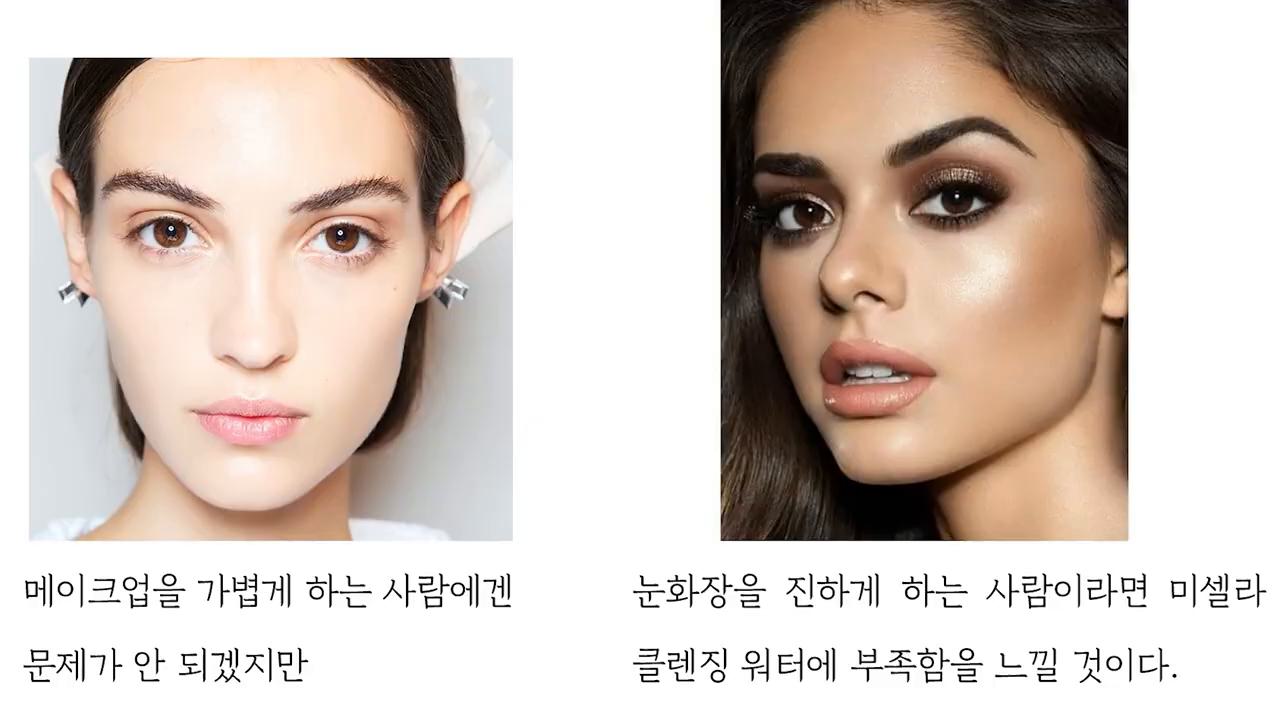 메이크업을 가볍게 하는 사람에겐
문제가 안 되겠지만
눈화장을 진하게 하는 사람이라면 미셀라
클렌징 워터에 부족함을 느낄 것이다.